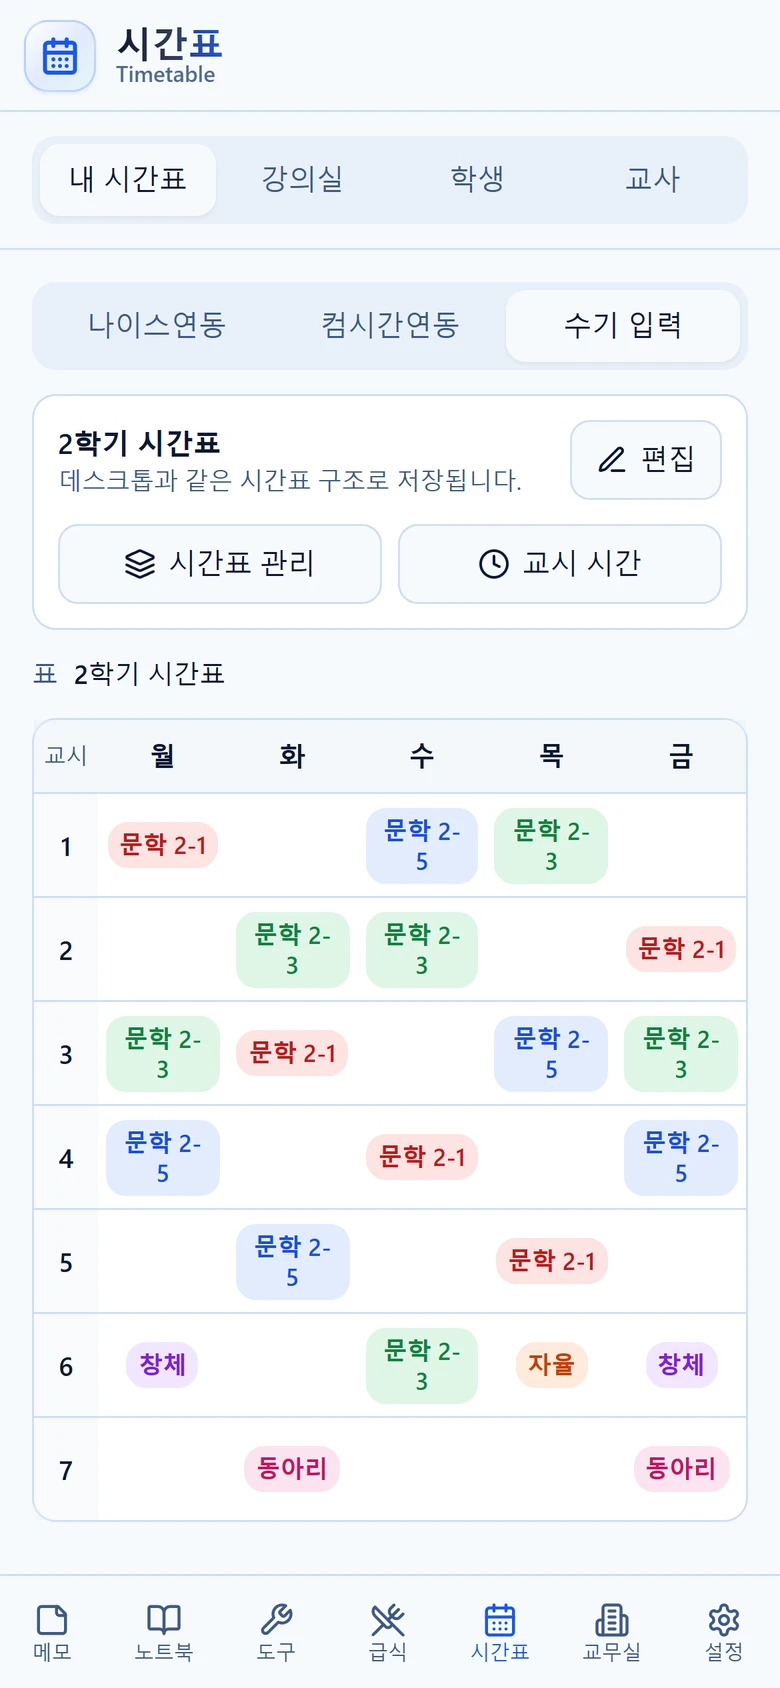 시간표
Timetable
내 시간표 강의실 학생 교사
나이스연동 컴시간연동 수기 입력
2학기 시간표
데스크톱과 같은 시간표 구조로 저장됩니다.
편집
시간표 관리 교시 시간
표 2학기 시간표
교시 월 화 수 목 금
1 문학 2-1 문학 2-5 문학 2-3
2 문학 2-3 문학 2-3 문학 2-1
3 문학 2-3 문학 2-1 문학 2-5 문학 2-3
4 문학 2-5 문학 2-1 문학 2-5
5 문학 2-5 문학 2-1
6 창체 문학 2-3 자율 창체
7 동아리 동아리
메모 노트북 도구 급식 시간표 교무실 설정